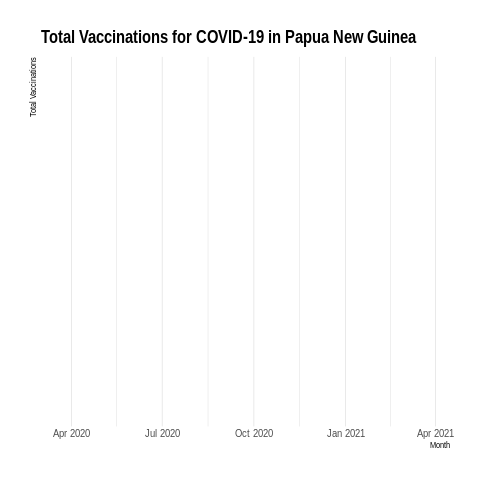 Total Vaccinations for COVID-19 in Papua New Guinea
Total Vaccinations
Apr 2020 Jul 2020 Oct 2020 Jan 2021 Apr 2021
Month